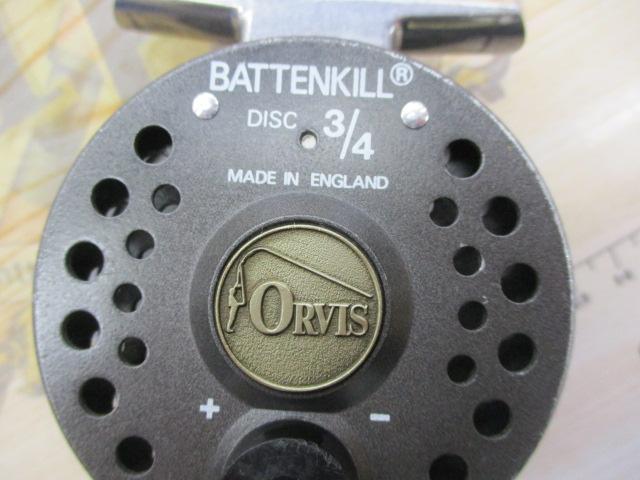 BATTENKILL®
DISC 3/4
MADE IN ENGLAND
ORVIS
+ -